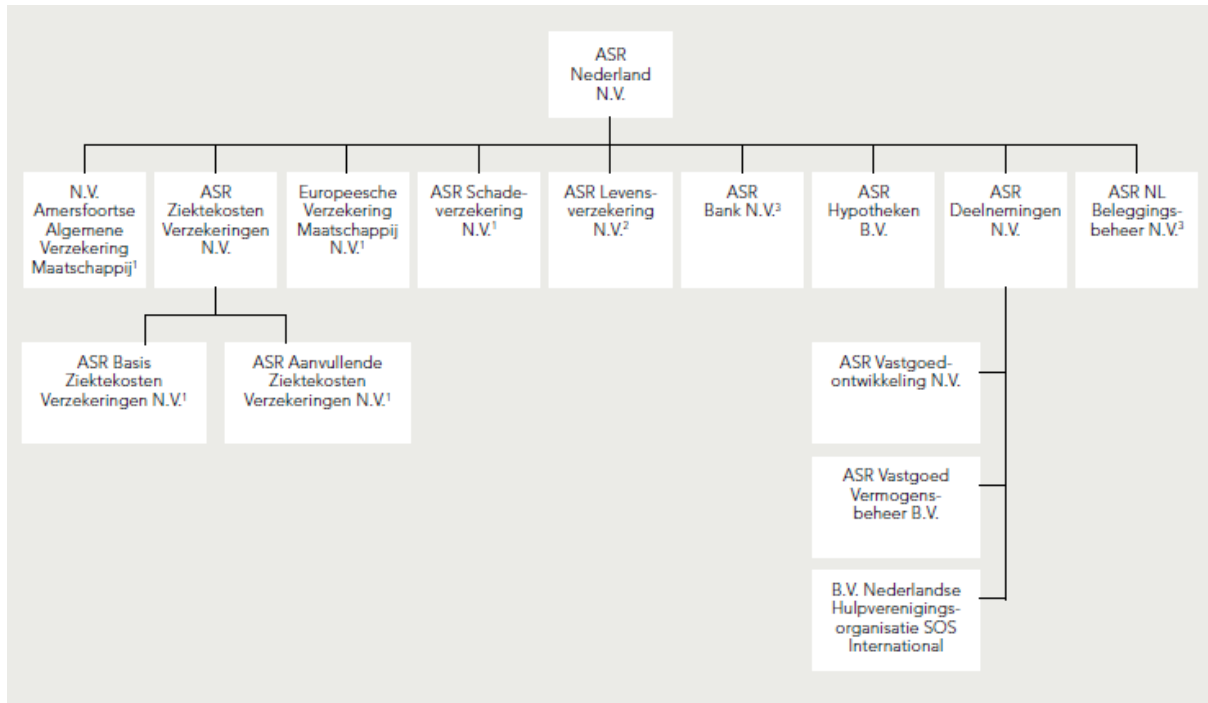 ASR
Nederland
N.V.
N.V.
Amersfoortse
Algemene
Verzekering
Maatschappij¹
ASR
Ziektekosten
Verzekeringen
N.V.
Europeesche
Verzekering
Maatschappij
N.V.¹
ASR Schade-
verzekering
N.V.¹
ASR Levens-
verzekering
N.V.²
ASR
Bank N.V.³
ASR
Hypotheken
B.V.
ASR
Deelnemingen
N.V.
ASR NL
Beleggings-
beheer N.V.³
ASR Basis
Ziektekosten
Verzekeringen N.V.¹
ASR Aanvullende
Ziektekosten
Verzekeringen N.V.¹
ASR Vastgoed-
ontwikkeling N.V.
ASR Vastgoed
Vermogens-
beheer B.V.
B.V. Nederlandse
Hulpverenigings-
organisatie SOS
International